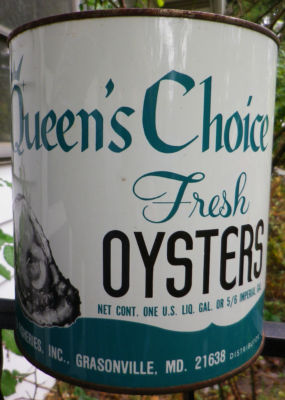 Queen's Choice
Fresh
OYSTERS
NET CONT. ONE U.S. LIQ. GAL. OR 5/6 IMPERIAL GAL.
INC., GRASONVILLE, MD. 21638